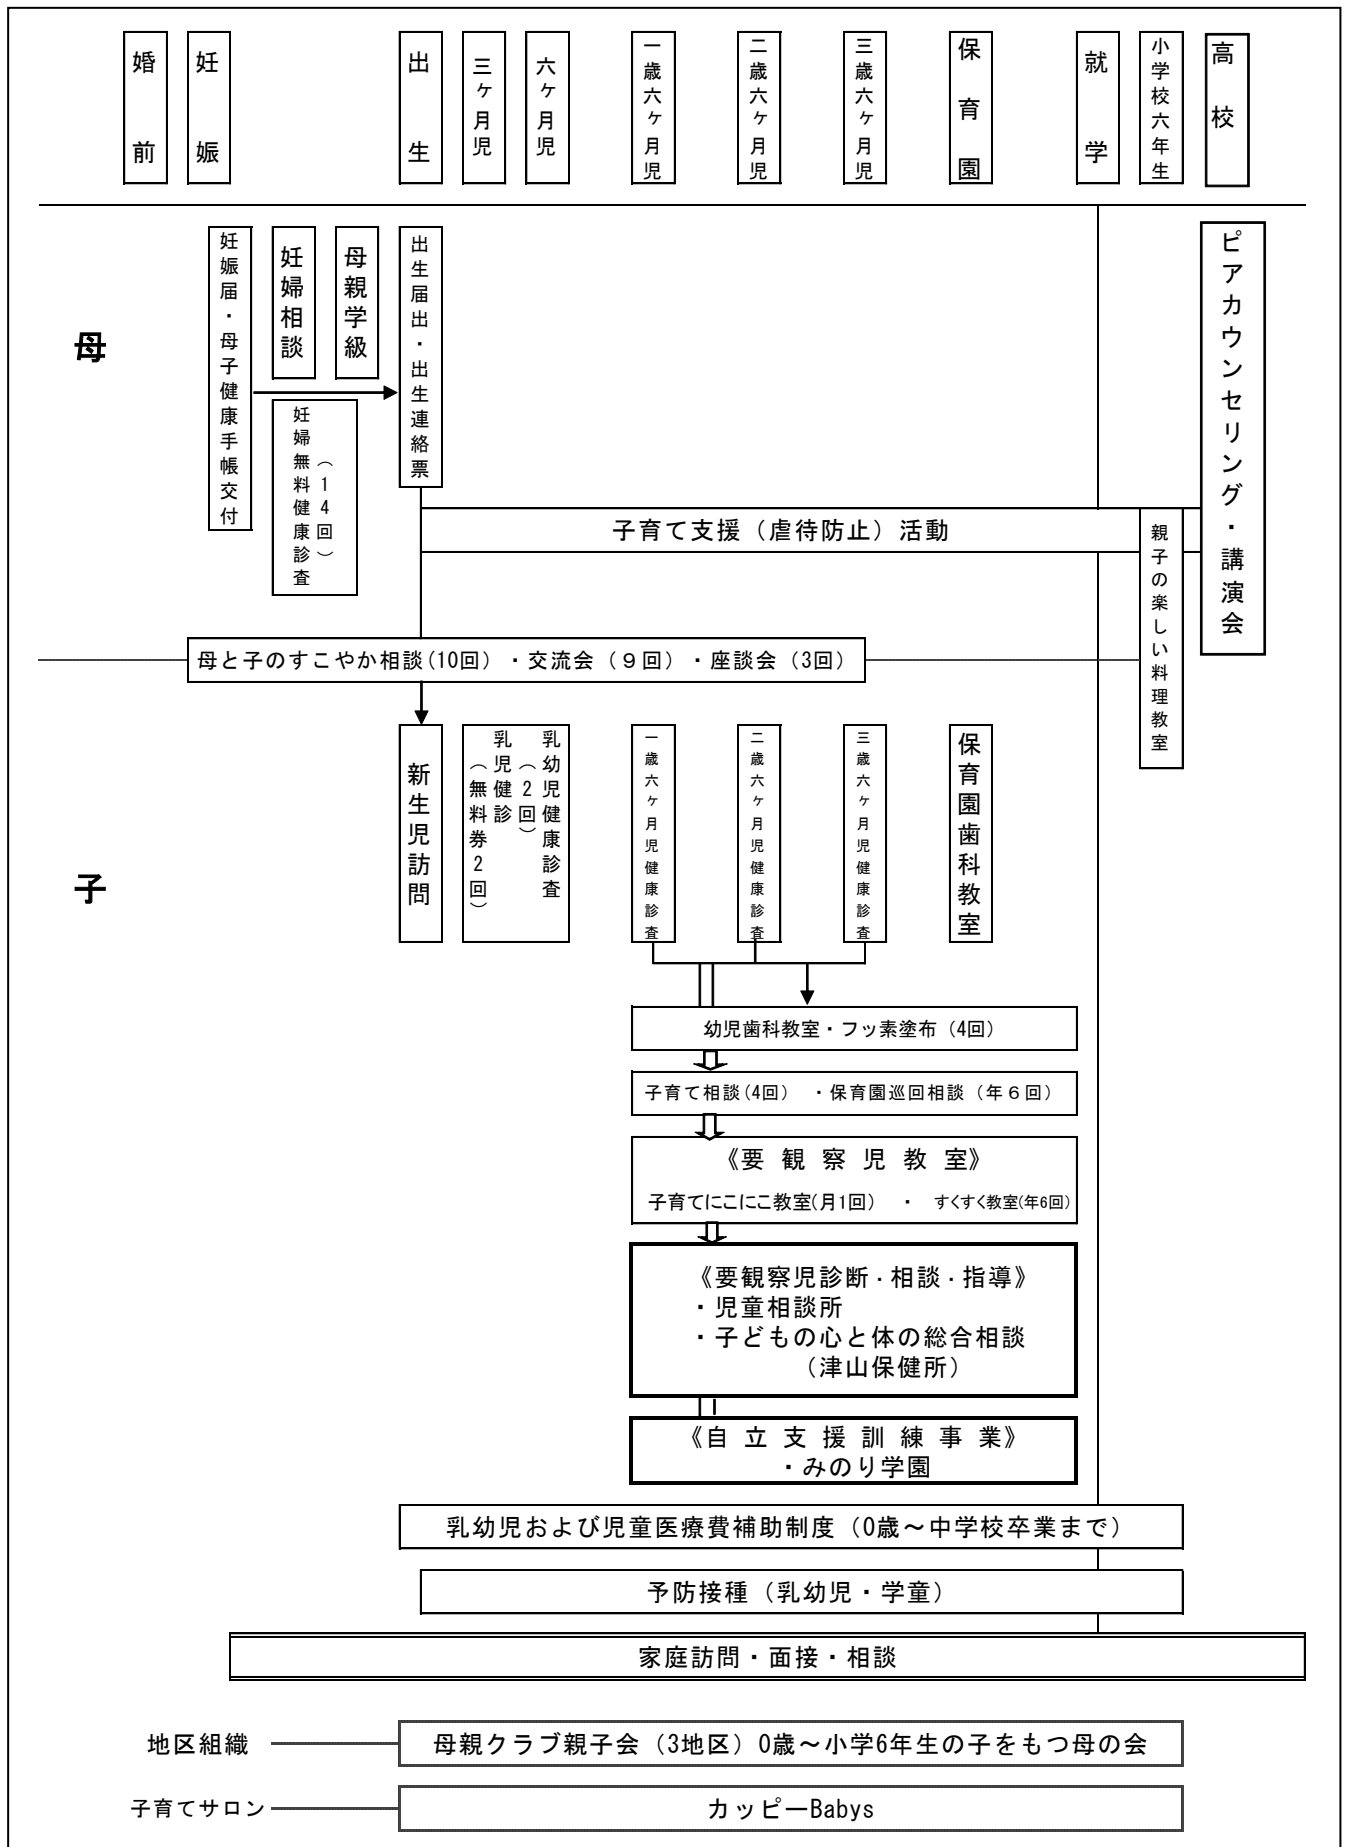 婚前
妊娠
出生
三ヶ月児
六ヶ月児
一歳六ヶ月児
二歳六ヶ月児
三歳六ヶ月児
保育園
就学
小学校六年生
高校
母
妊娠届・母子健康手帳交付
妊婦相談
母親学級
妊婦無料健康診査
（14回）
出生届出・出生連絡票
ピアカウンセリング・講演会
子育て支援（虐待防止）活動
親子の楽しい料理教室
母と子のすこやか相談(10回）・交流会（９回）・座談会（3回）
子
新生児訪問
乳幼児健康診査
（2回）
乳児健診
（無料券2回）
一歳六ヶ月児健康診査
二歳六ヶ月児健康診査
三歳六ヶ月児健康診査
保育園歯科教室
幼児歯科教室・フッ素塗布（4回）
子育て相談(4回）　・保育園巡回相談（年６回）
《要 観 察 児 教 室》
子育てにこにこ教室(月1回）　・　すくすく教室(年6回)
《要観察児診断・相談・指導》
・児童相談所
・子どもの心と体の総合相談
（津山保健所）
《自 立 支 援 訓 練 事 業》
・みのり学園
乳幼児および児童医療費補助制度（0歳～中学校卒業まで）
予防接種（乳幼児・学童）
家庭訪問・面接・相談
地区組織
母親クラブ親子会（3地区）0歳～小学6年生の子をもつ母の会
子育てサロン
カッピーBabys